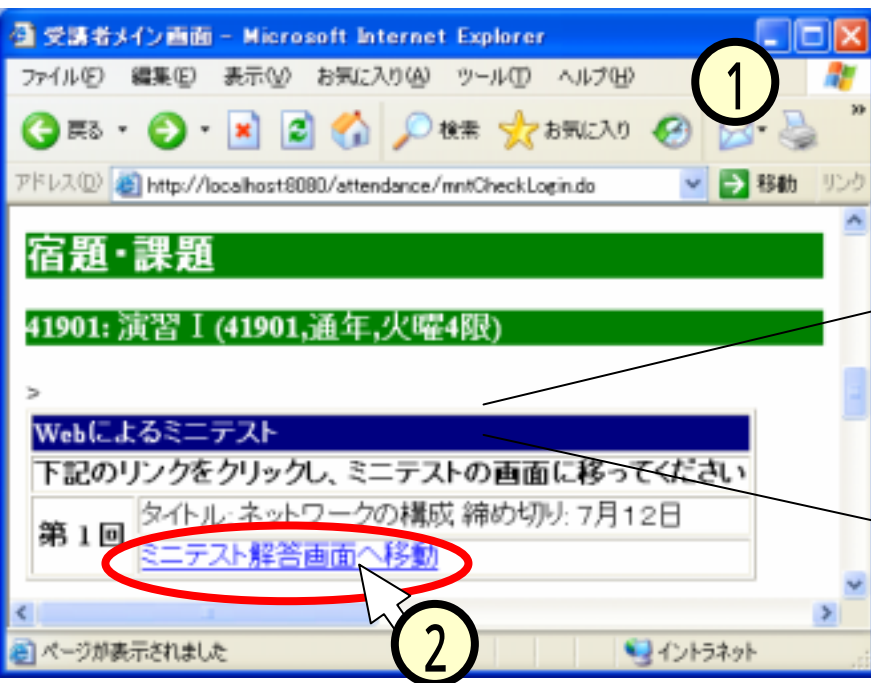 受講者メイン画面 - Microsoft Internet Explorer
1
ファイル(F) 編集(E) 表示(V) お気に入り(A) ツール(T) ヘルプ(H)
戻る 検索 お気に入り »
アドレス(D) http://localhost:8080/attendance/mntCheckLogin.do 移動 リンク
宿題・課題
41901: 演習Ⅰ (41901,通年,火曜4限)
>
Webによるミニテスト
下記のリンクをクリックし、ミニテストの画面に移ってください
第 1 回
タイトル: ネットワークの構成 締め切り: 7月12日
ミニテスト解答画面へ移動
2
ページが表示されました イントラネット